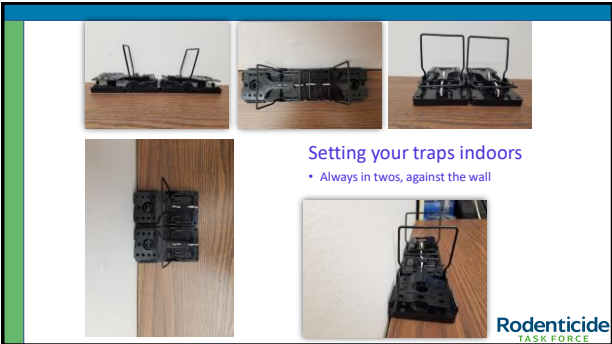 Setting your traps indoors
• Always in twos, against the wall
Rodenticide
TASK FORCE